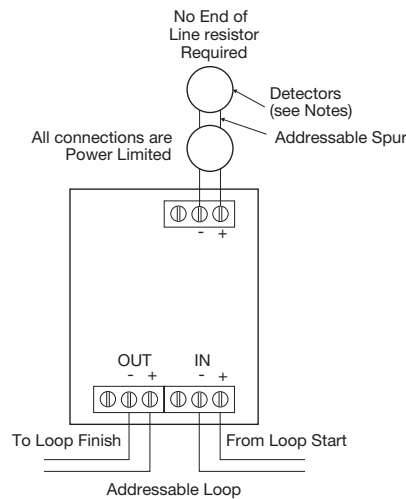 No End of
Line resistor
Required
Detectors
(see Notes)
All connections are
Power Limited
Addressable Spur
- +
OUT IN
- + - +
To Loop Finish
From Loop Start
Addressable Loop